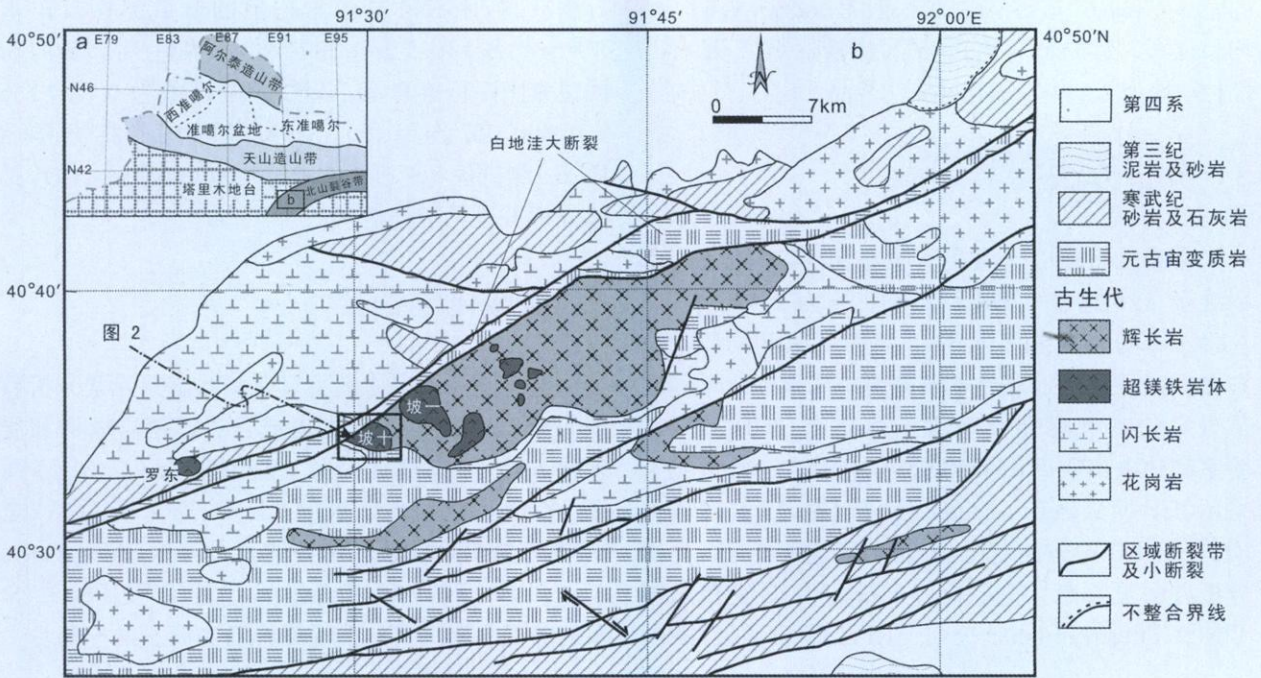 91°30′
91°45′
92°00′E
40°50′
40°50′N
a
E79
E83
E87
E91
E95
阿尔泰造山带
N46
西准噶尔
准噶尔盆地
东准噶尔
天山造山带
N42
塔里木地台
北山裂谷带
b
b
N
0
7km
白地洼大断裂
40°40′
图 2
坡一
坡十
罗东
40°30′
第四系
第三纪
泥岩及砂岩
寒武纪
砂岩及石灰岩
元古宙变质岩
古生代
辉长岩
超镁铁岩体
闪长岩
花岗岩
区域断裂带
及小断裂
不整合界线